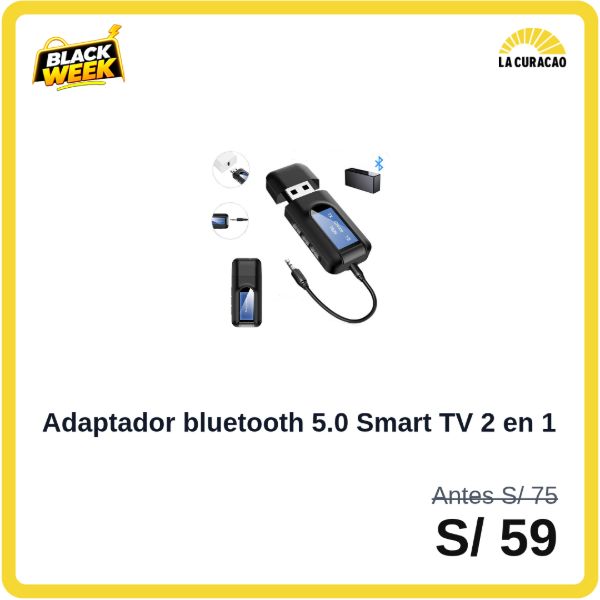 BLACK
WEEK
LA CURACAO
Adaptador bluetooth 5.0 Smart TV 2 en 1
Antes S/ 75
S/ 59